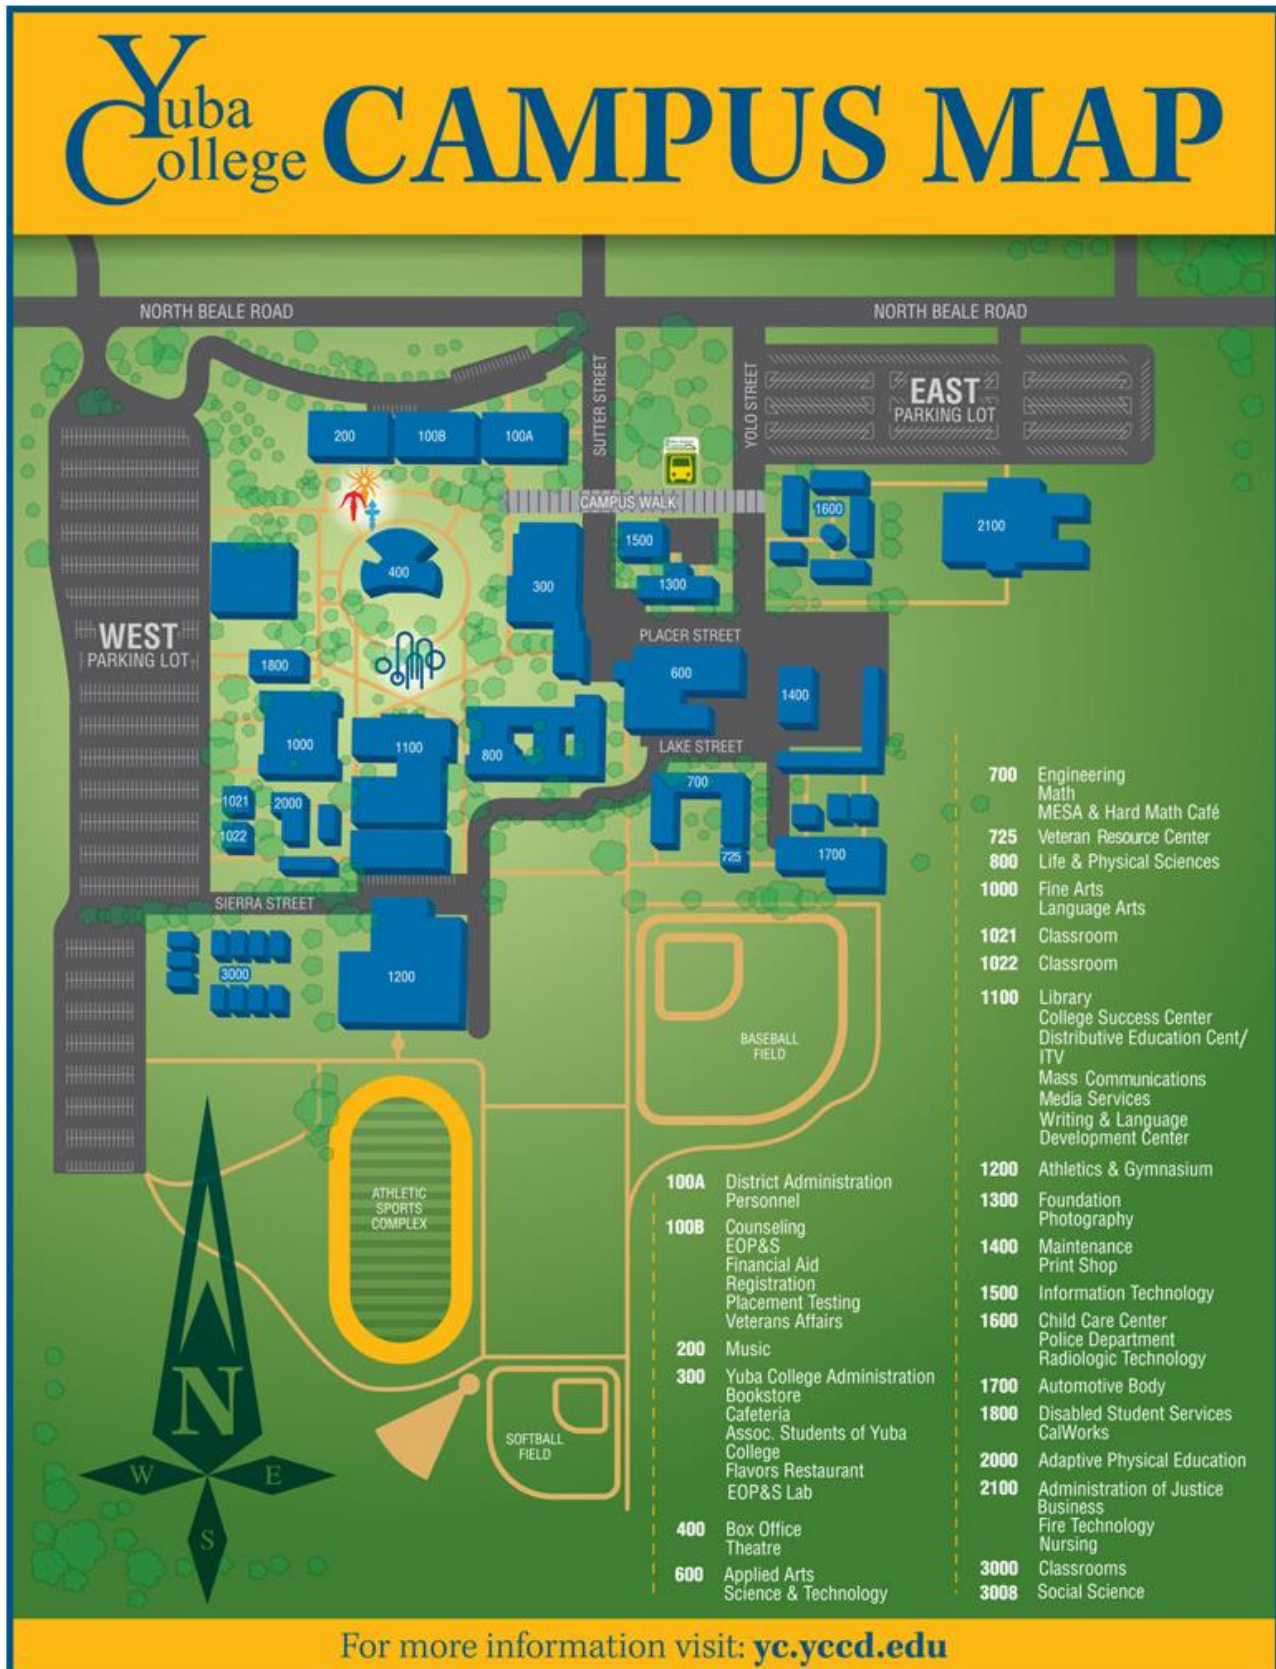 Yuba
College
CAMPUS MAP
NORTH BEALE ROAD
NORTH BEALE ROAD
SUTTER STREET
YOLO STREET
EAST
PARKING LOT
200
100B
100A
CAMPUS WALK
1600
2100
1500
400
300
1300
WEST
PARKING LOT
PLACER STREET
1800
600
1400
1000
1100
800
LAKE STREET
700
1021
2000
1022
725
1700
SIERRA STREET
3000
1200
BASEBALL
FIELD
ATHLETIC
SPORTS
COMPLEX
SOFTBALL
FIELD
N
W
E
S
100A District Administration
Personnel
100B Counseling
EOP&S
Financial Aid
Registration
Placement Testing
Veterans Affairs
200 Music
300 Yuba College Administration
Bookstore
Cafeteria
Assoc. Students of Yuba
College
Flavors Restaurant
EOP&S Lab
400 Box Office
Theatre
600 Applied Arts
Science & Technology
700 Engineering
Math
MESA & Hard Math Café
725 Veteran Resource Center
800 Life & Physical Sciences
1000 Fine Arts
Language Arts
1021 Classroom
1022 Classroom
1100 Library
College Success Center
Distributive Education Cent/
ITV
Mass Communications
Media Services
Writing & Language
Development Center
1200 Athletics & Gymnasium
1300 Foundation
Photography
1400 Maintenance
Print Shop
1500 Information Technology
1600 Child Care Center
Police Department
Radiologic Technology
1700 Automotive Body
1800 Disabled Student Services
CalWorks
2000 Adaptive Physical Education
2100 Administration of Justice
Business
Fire Technology
Nursing
3000 Classrooms
3008 Social Science
For more information visit: yc.yccd.edu